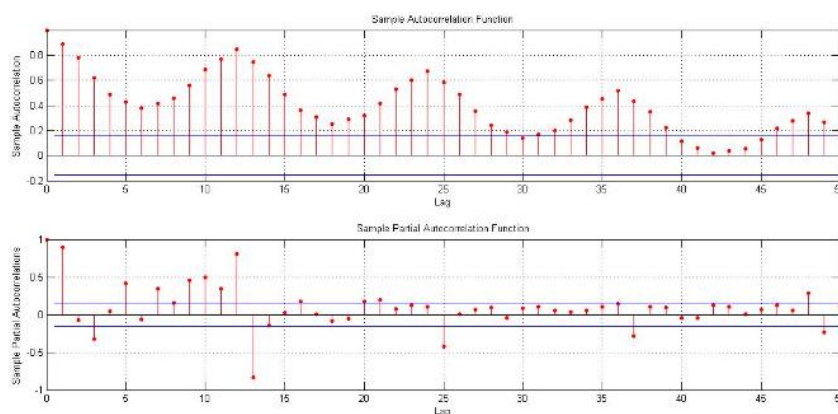 Sample Autocorrelation Function
Sample Autocorrelation
0.8
0.6
0.4
0.2
0
-0.2
0 5 10 15 20 25 30 35 40 45 5
Lag
Sample Partial Autocorrelation Function
Sample Partial Autocorrelations
1
0.5
0
-0.5
-1
0 5 10 15 20 25 30 35 40 45 5
Lag